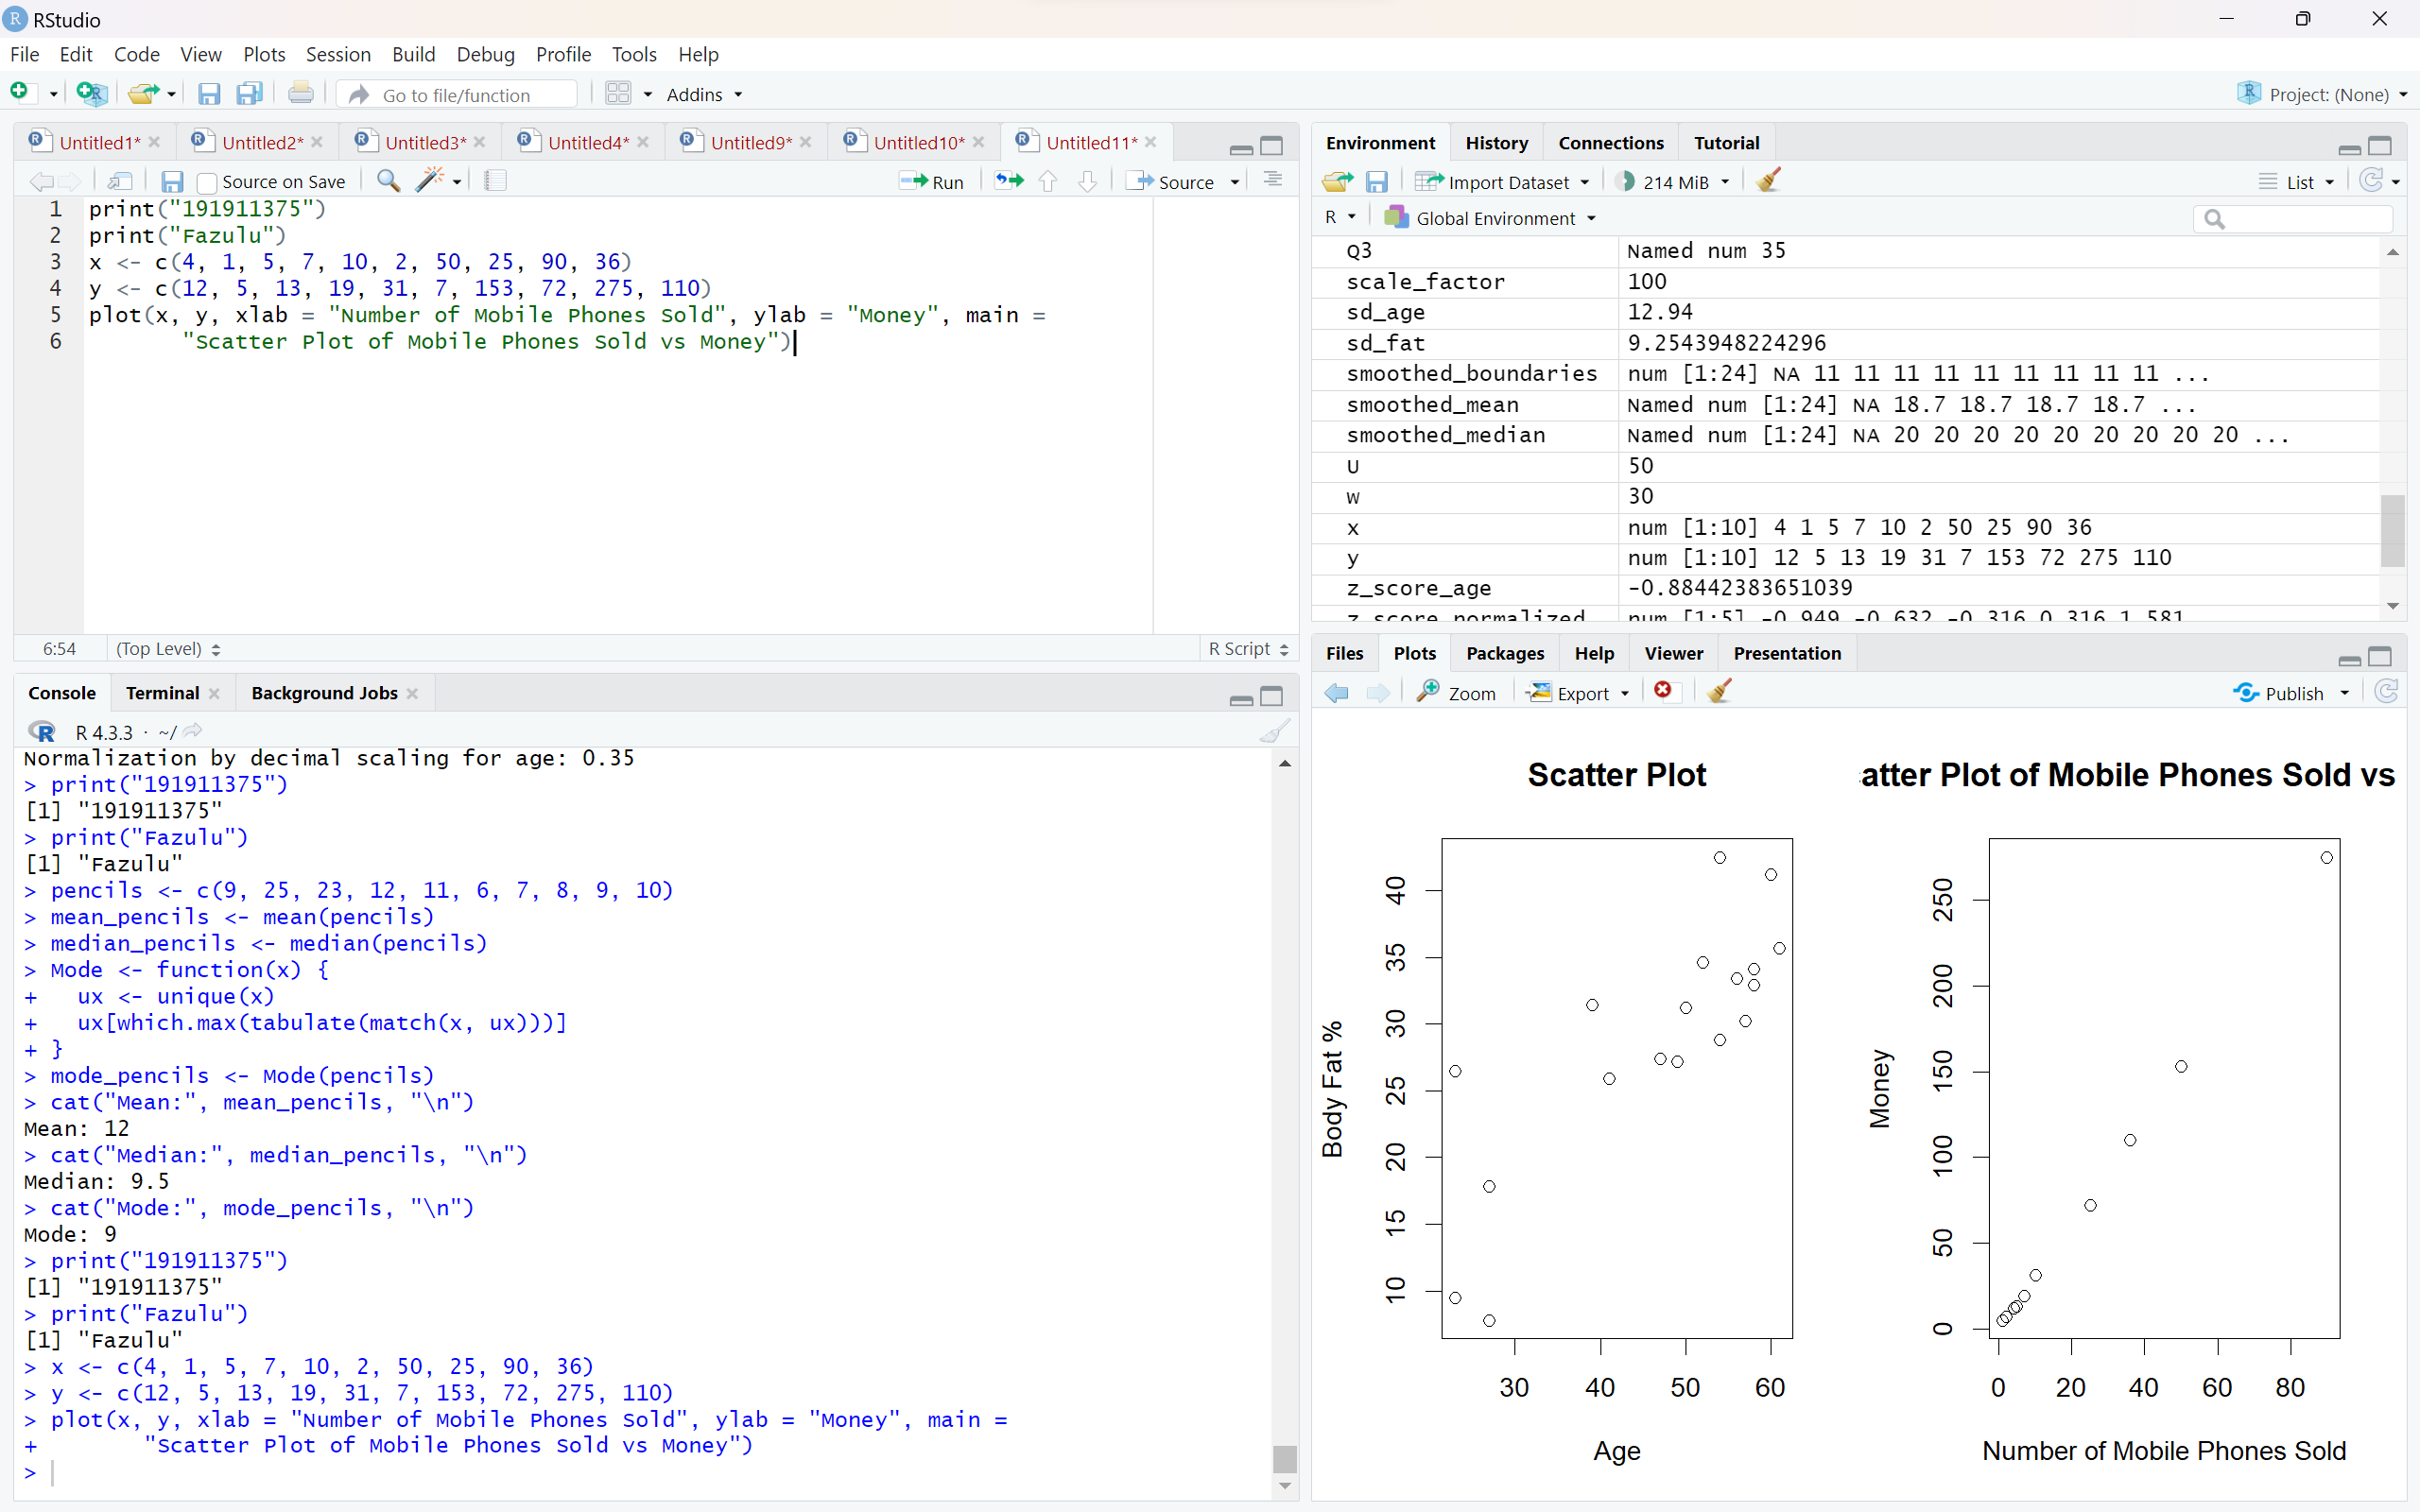 RStudio
File Edit Code View Plots Session Build Debug Profile Tools Help
Go to file/function Addins Project: (None)
Untitled1* Untitled2* Untitled3* Untitled4* Untitled9* Untitled10* Untitled11*
Source on Save Run Source
1 print("191911375")
2 print("Fazulu")
3 x <- c(4, 1, 5, 7, 10, 2, 50, 25, 90, 36)
4 y <- c(12, 5, 13, 19, 31, 7, 153, 72, 275, 110)
5 plot(x, y, xlab = "Number of Mobile Phones Sold", ylab = "Money", main =
6 "Scatter Plot of Mobile Phones Sold vs Money")
6:54 (Top Level) R Script
Console Terminal Background Jobs
R 4.3.3 · ~/
Normalization by decimal scaling for age: 0.35
> print("191911375")
[1] "191911375"
> print("Fazulu")
[1] "Fazulu"
> pencils <- c(9, 25, 23, 12, 11, 6, 7, 8, 9, 10)
> mean_pencils <- mean(pencils)
> median_pencils <- median(pencils)
> Mode <- function(x) {
+ ux <- unique(x)
+ ux[which.max(tabulate(match(x, ux)))]
+ }
> mode_pencils <- Mode(pencils)
> cat("Mean:", mean_pencils, "\n")
Mean: 12
> cat("Median:", median_pencils, "\n")
Median: 9.5
> cat("Mode:", mode_pencils, "\n")
Mode: 9
> print("191911375")
[1] "191911375"
> print("Fazulu")
[1] "Fazulu"
> x <- c(4, 1, 5, 7, 10, 2, 50, 25, 90, 36)
> y <- c(12, 5, 13, 19, 31, 7, 153, 72, 275, 110)
> plot(x, y, xlab = "Number of Mobile Phones Sold", ylab = "Money", main =
+ "Scatter Plot of Mobile Phones Sold vs Money")
>
Environment History Connections Tutorial
Import Dataset 214 MiB List
R Global Environment
Q3 Named num 35
scale_factor 100
sd_age 12.94
sd_fat 9.2543948224296
smoothed_boundaries num [1:24] NA 11 11 11 11 11 11 11 11 11 ...
smoothed_mean Named num [1:24] NA 18.7 18.7 18.7 18.7 ...
smoothed_median Named num [1:24] NA 20 20 20 20 20 20 20 20 20 ...
U 50
w 30
x num [1:10] 4 1 5 7 10 2 50 25 90 36
y num [1:10] 12 5 13 19 31 7 153 72 275 110
z_score_age -0.88442383651039
z_score_normalized num [1:5] -0.949 -0.632 -0.316 0.316 1.581
Files Plots Packages Help Viewer Presentation
Zoom Export Publish
Scatter Plot
Body Fat %
40
35
30
25
20
15
10
30 40 50 60
Age
atter Plot of Mobile Phones Sold vs
Money
250
200
150
100
50
0
0 20 40 60 80
Number of Mobile Phones Sold